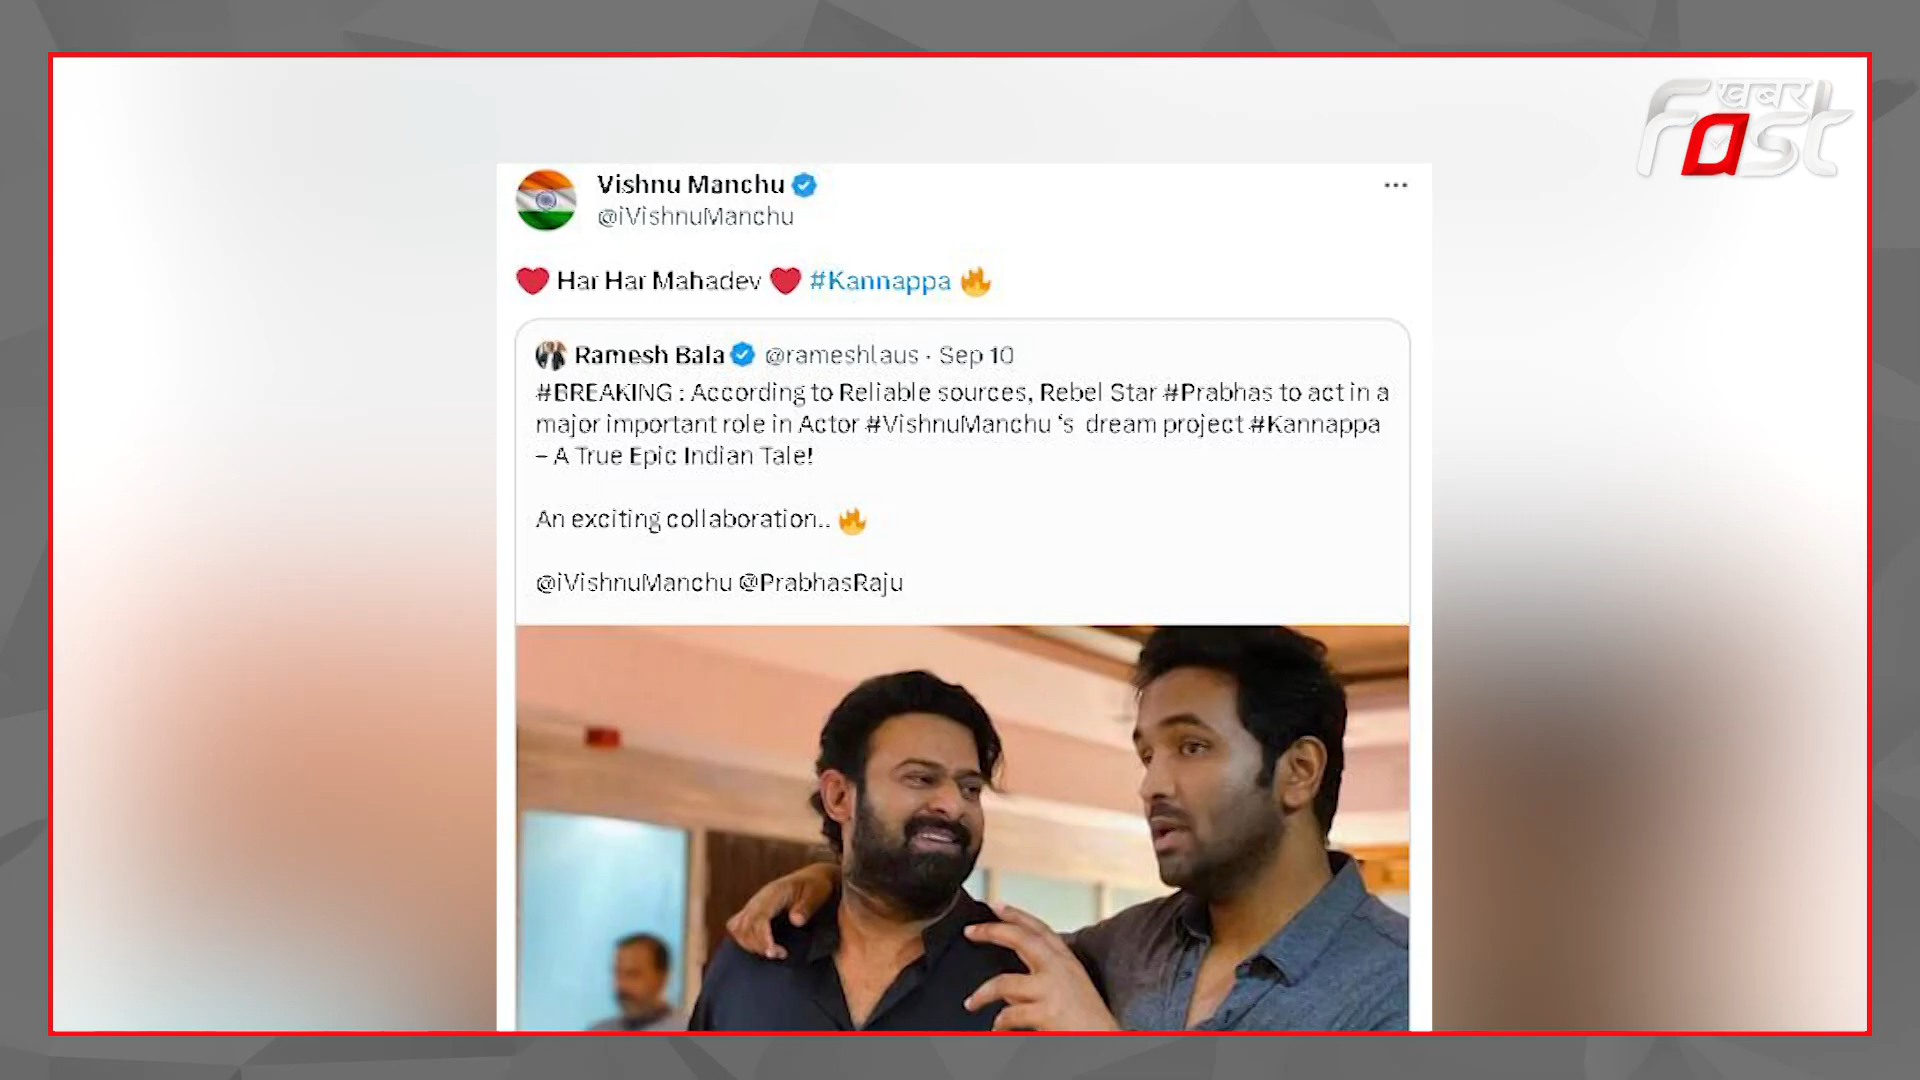 खबर
Fast
Vishnu Manchu
@iVishnuManchu
❤️ Har Har Mahadev ❤️ #Kannappa 🔥
Ramesh Bala @rameshlaus · Sep 10
#BREAKING : According to Reliable sources, Rebel Star #Prabhas to act in a
major important role in Actor #VishnuManchu ‘s dream project #Kannappa
– A True Epic Indian Tale!
An exciting collaboration.. 🔥
@iVishnuManchu @PrabhasRaju